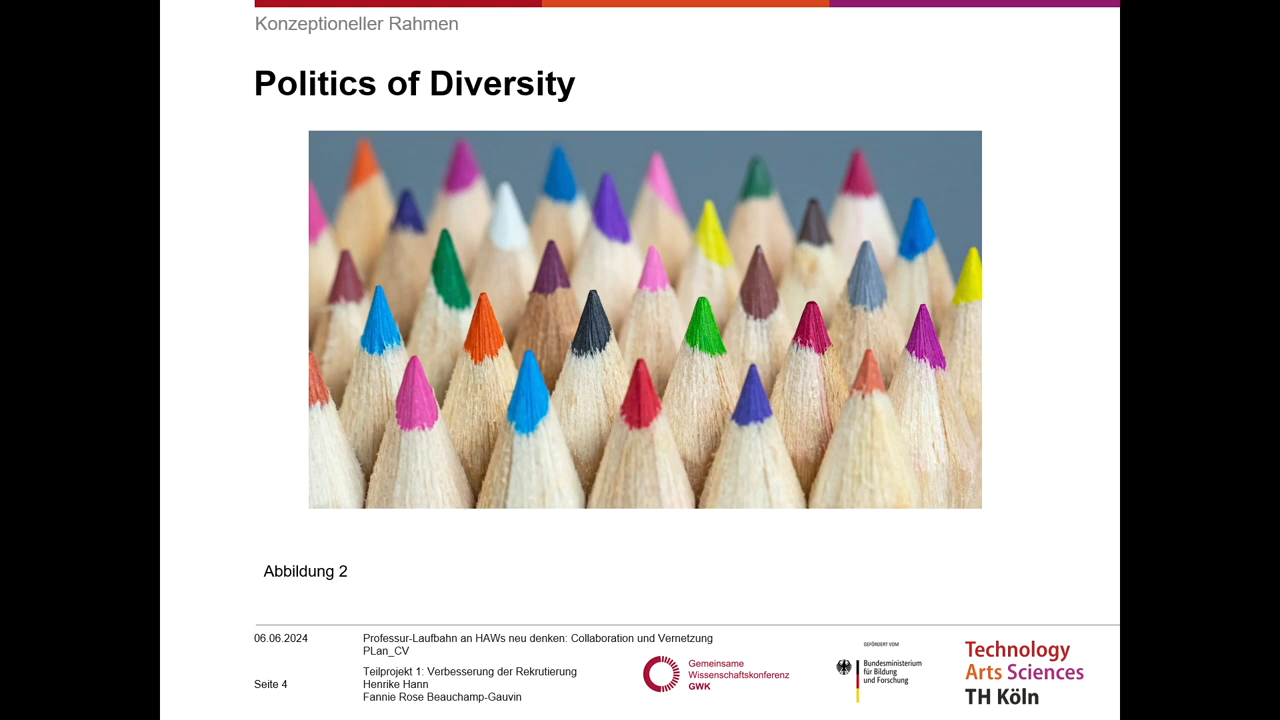 Konzeptioneller Rahmen
Politics of Diversity
Abbildung 2
06.06.2024
Professur-Laufbahn an HAWs neu denken: Collaboration und Vernetzung
PLan_CV
Teilprojekt 1: Verbesserung der Rekrutierung
Seite 4
Henrike Hann
Fannie Rose Beauchamp-Gauvin
Gemeinsame
Wissenschaftskonferenz
GWK
GEFÖRDERT VOM
Bundesministerium
für Bildung
und Forschung
Technology
Arts Sciences
TH Köln